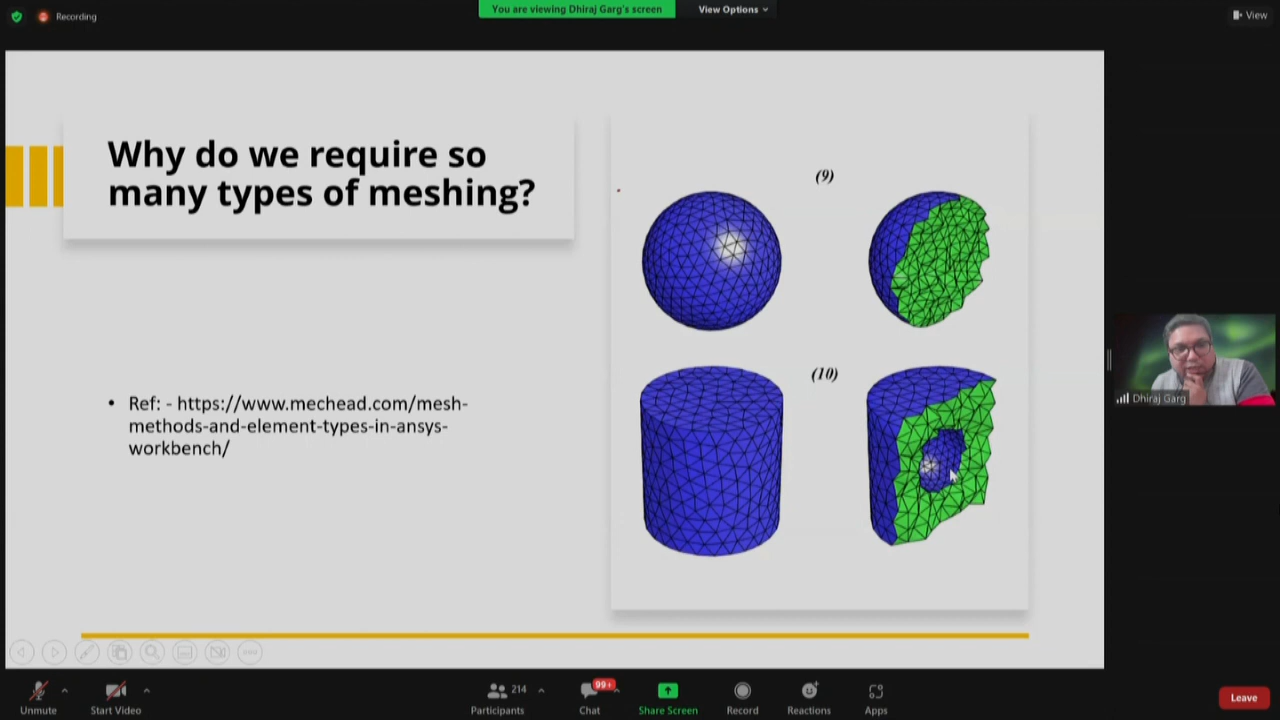 Recording
You are viewing Dhiraj Garg's screen
View Options
View
Why do we require so
many types of meshing?
(9)
(10)
• Ref: - https://www.mechead.com/mesh-
methods-and-element-types-in-ansys-
workbench/
Dhiraj Garg
Unmute
Start Video
214
Participants
99+
Chat
Share Screen
Record
Reactions
Apps
Leave